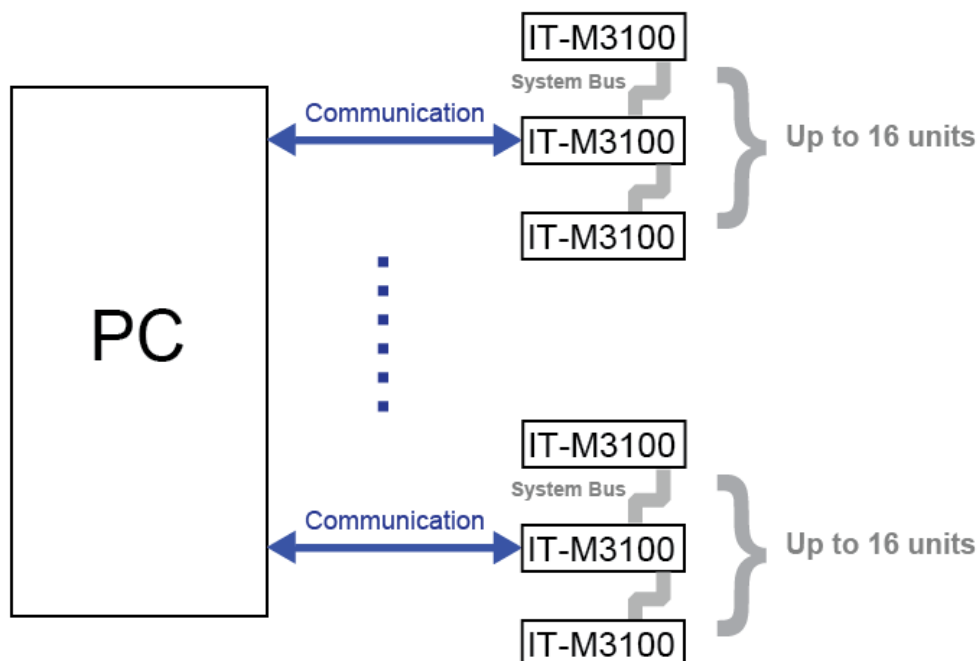 IT-M3100
System Bus
Communication
IT-M3100
Up to 16 units
IT-M3100
PC
IT-M3100
System Bus
Communication
IT-M3100
Up to 16 units
IT-M3100